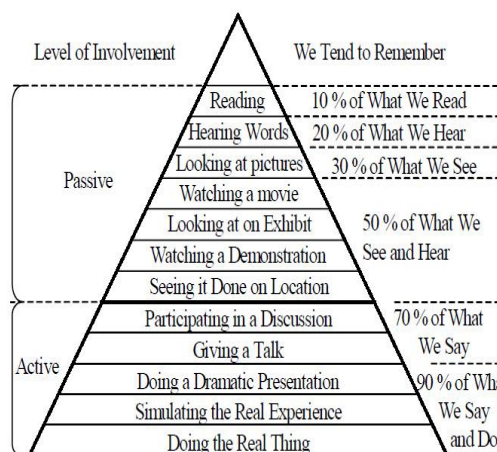 Level of Involvement
We Tend to Remember
Reading
10 % of What We Read
Hearing Words
20 % of What We Hear
Looking at pictures
30 % of What We See
Passive
Watching a movie
Looking at on Exhibit
Watching a Demonstration
Seeing it Done on Location
50 % of What We
See and Hear
Active
Participating in a Discussion
Giving a Talk
70 % of What
We Say
Doing a Dramatic Presentation
Simulating the Real Experience
Doing the Real Thing
90 % of Wha
We Say
and Do